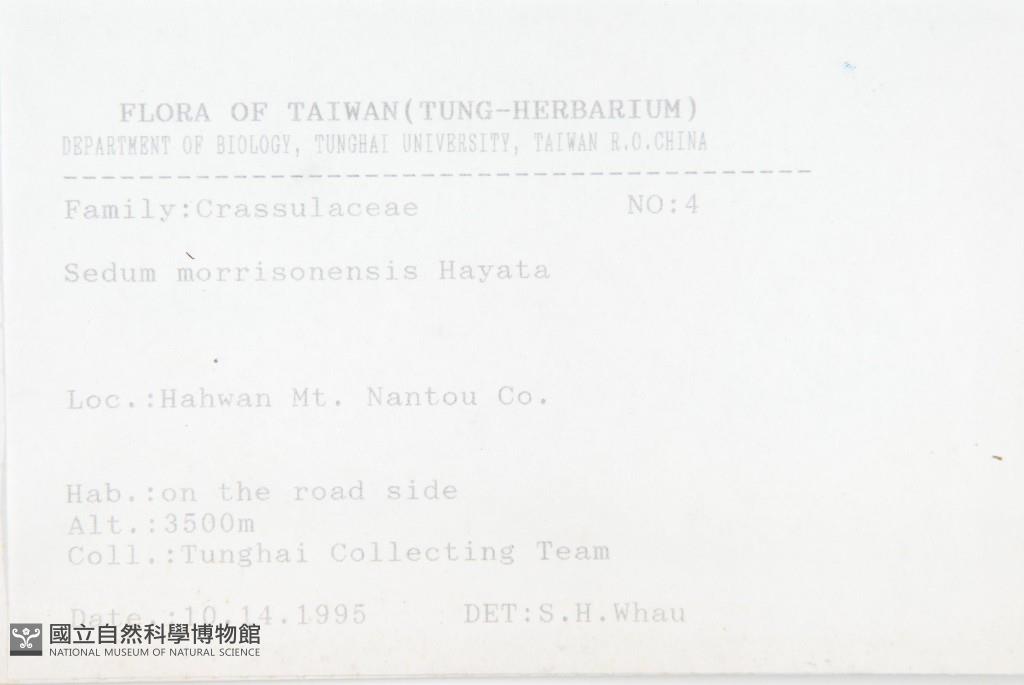 FLORA OF TAIWAN(TUNG-HERBARIUM)
DEPARTMENT OF BIOLOGY, TUNGHAI UNIVERSITY, TAIWAN R.O.CHINA
Family:Crassulaceae NO:4
Sedum morrisonensis Hayata
Loc.:Hahwan Mt. Nantou Co.
Hab.:on the road side
Alt.:3500m
Coll.:Tunghai Collecting Team
Date.:10.14.1995 DET:S.H.Whau
國立自然科學博物館
NATIONAL MUSEUM OF NATURAL SCIENCE